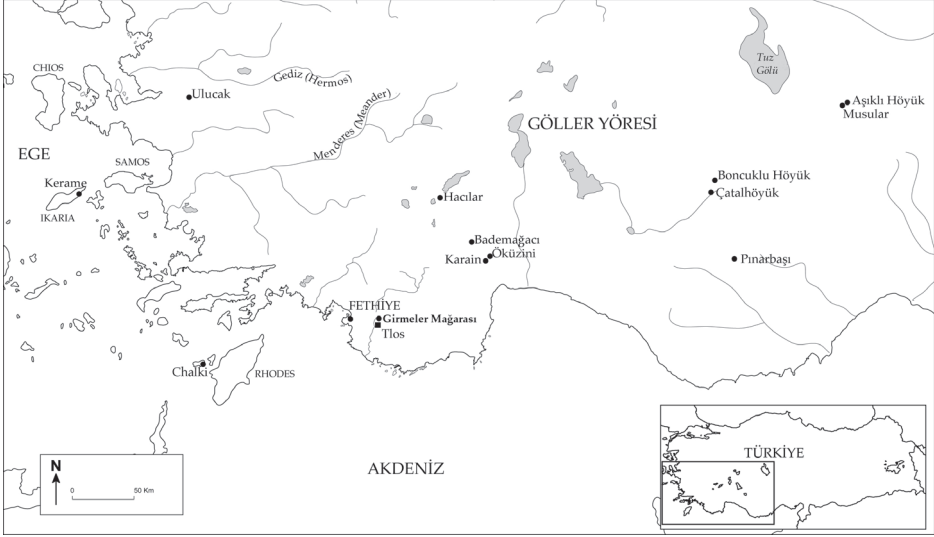 CHIOS
Gediz (Hermos)
Tuz
Gölü
Ulucak
Aşıklı Höyük
Musular
Menderes (Meander)
GÖLLER YÖRESİ
EGE
SAMOS
Kerame
IKARIA
Boncuklu Höyük
Çatalhöyük
Hacılar
Bademağacı
Öküzini
Karain
Pınarbaşı
FETHİYE
Girmeler Mağarası
Tlos
Chalki
RHODES
TÜRKİYE
AKDENİZ
N
0 50 Km